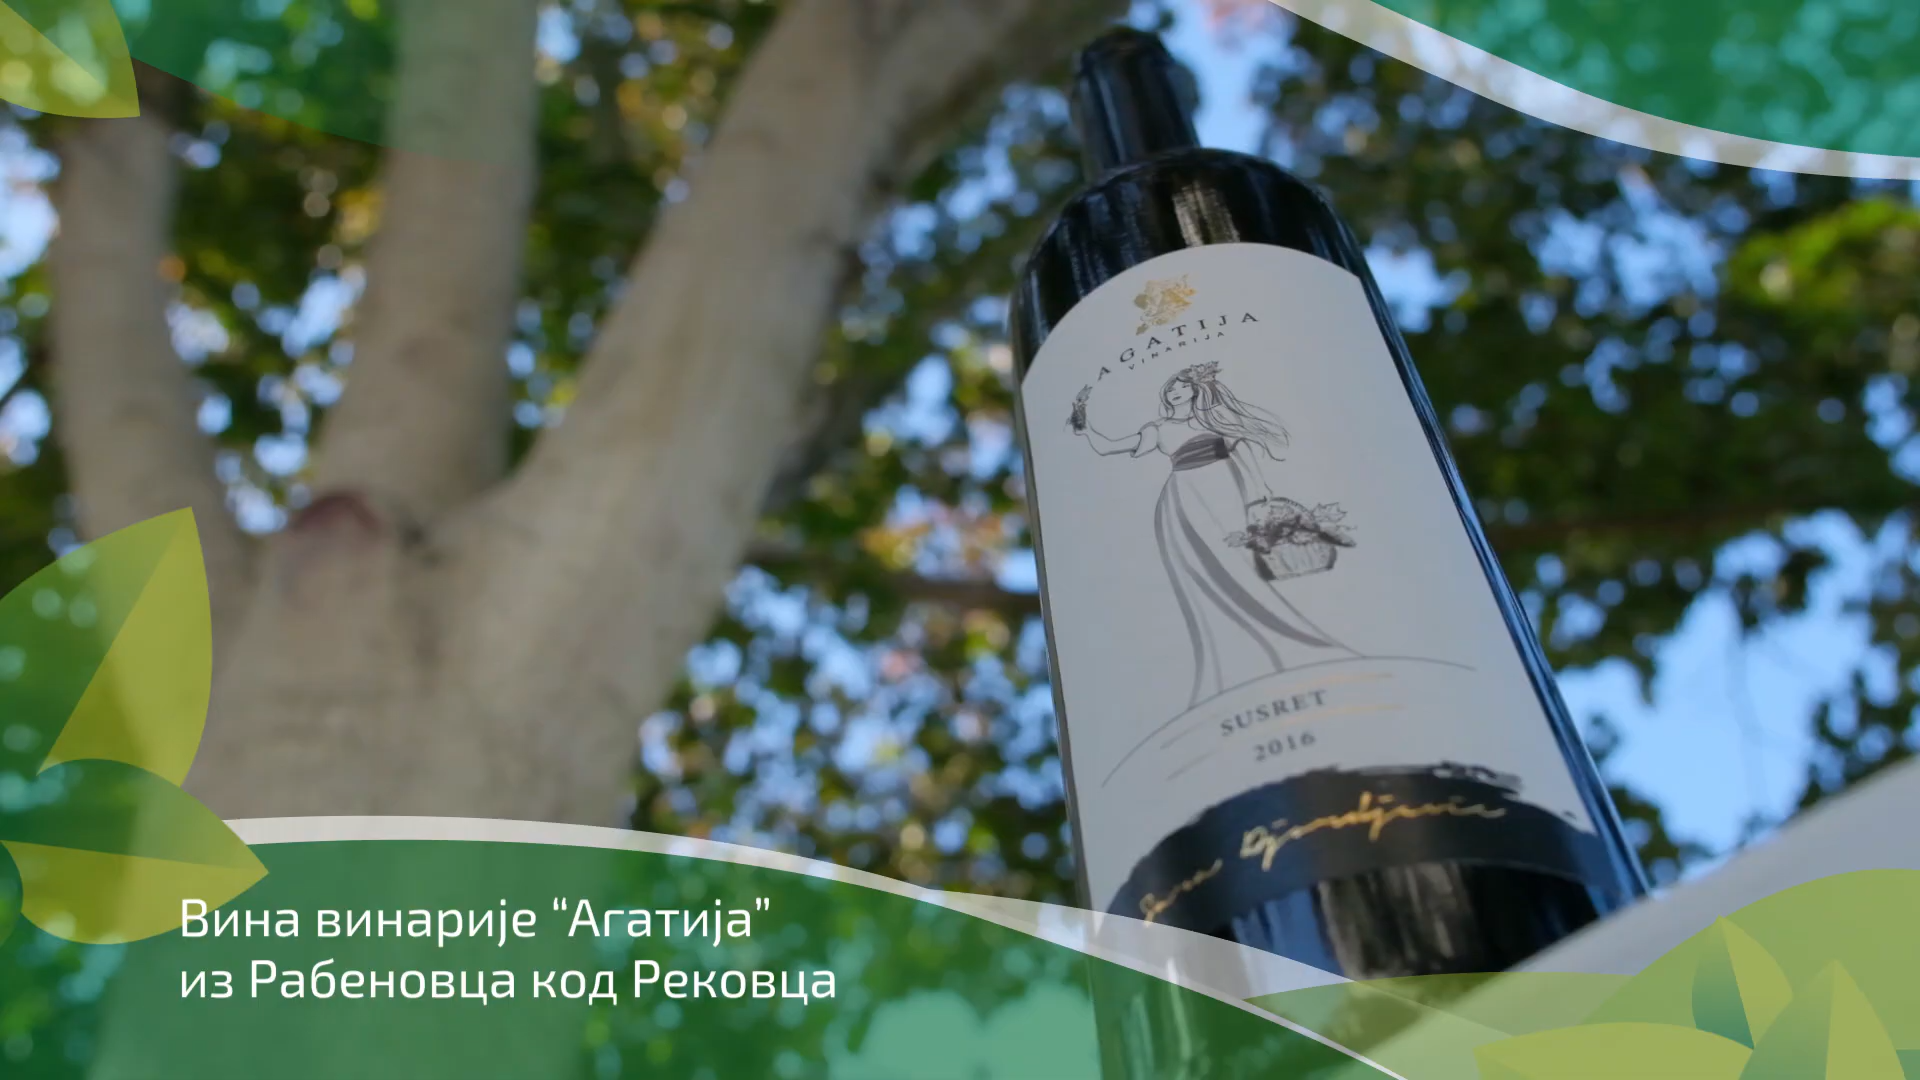 AGATIJA
VINARIJA
SUSRET
2016
Вина винарије “Агатија”
из Рабеновца код Рековца